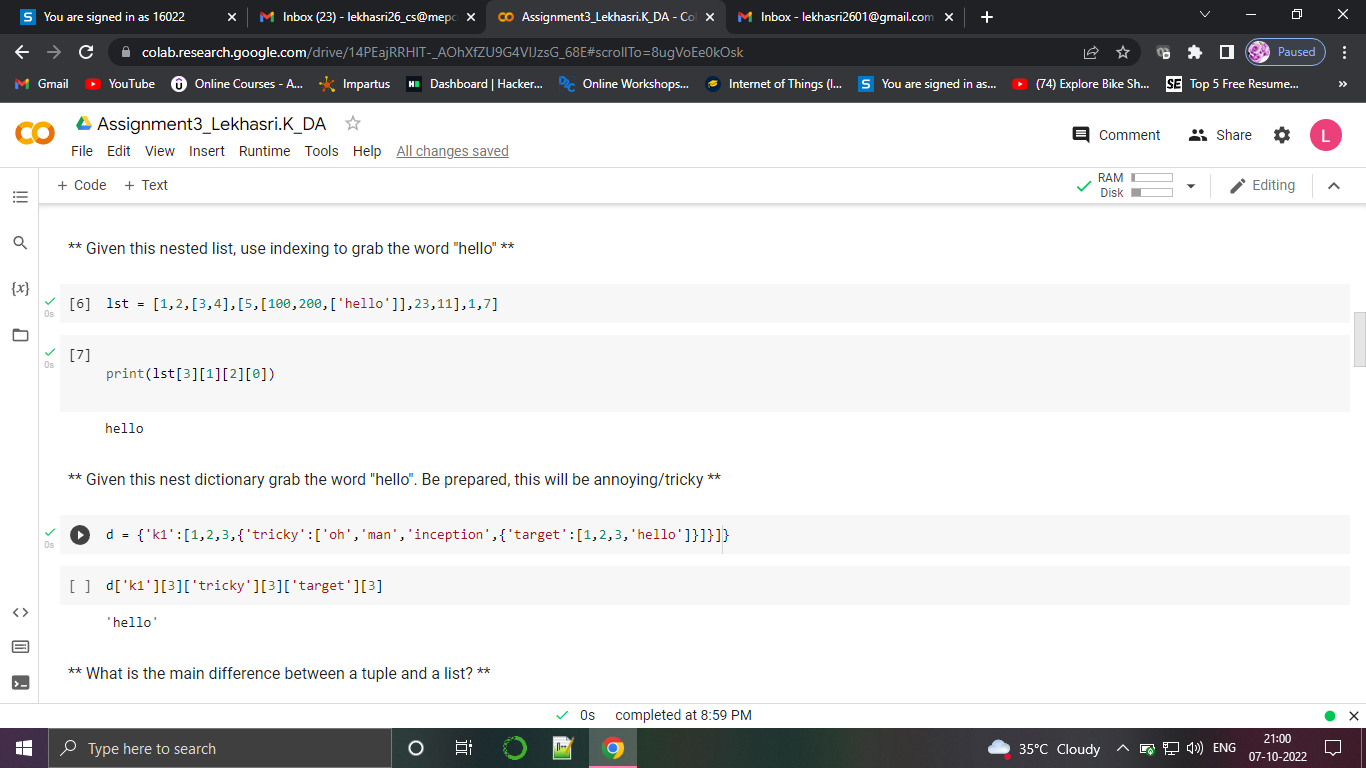 You are signed in as 16022
Inbox (23) - lekhasri26_cs@mepc
Assignment3_Lekhasri.K_DA - Col
Inbox - lekhasri2601@gmail.com
colab.research.google.com/drive/14PEajRRHIT-_AOhXfZU9G4VIJzsG_68E#scrollTo=8ugVoEe0kOsk
Paused
Gmail
YouTube
Online Courses - A...
Impartus
Dashboard | Hacker...
Online Workshops...
Internet of Things (I...
You are signed in as...
(74) Explore Bike Sh...
Top 5 Free Resume...
»
Assignment3_Lekhasri.K_DA
Comment
Share
L
File Edit View Insert Runtime Tools Help All changes saved
+ Code + Text
RAM
Disk
Editing
** Given this nested list, use indexing to grab the word "hello" **
[6] lst = [1,2,[3,4],[5,[100,200,['hello']],23,11],1,7]
0s
[7]
0s
print(lst[3][1][2][0])
hello
** Given this nest dictionary grab the word "hello". Be prepared, this will be annoying/tricky **
d = {'k1':[1,2,3,{'tricky':['oh','man','inception',{'target':[1,2,3,'hello']}]}]}
0s
[ ] d['k1'][3]['tricky'][3]['target'][3]
'hello'
** What is the main difference between a tuple and a list? **
0s completed at 8:59 PM
Type here to search
35°C Cloudy
ENG
21:00
07-10-2022